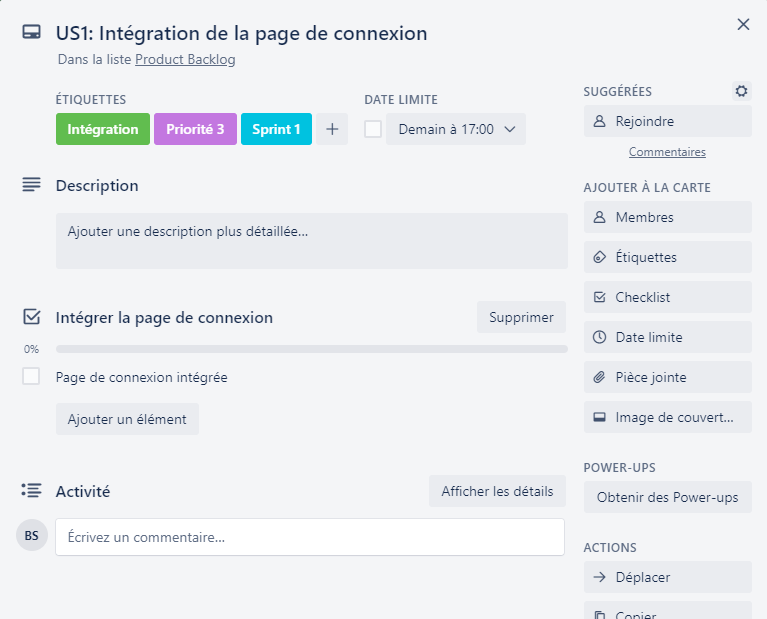 US1: Intégration de la page de connexion
Dans la liste Product Backlog
ÉTIQUETTES
Intégration
Priorité 3
Sprint 1
+
DATE LIMITE
Demain à 17:00
Description
Ajouter une description plus détaillée…
Intégrer la page de connexion
Supprimer
0%
Page de connexion intégrée
Ajouter un élément
Activité
Afficher les détails
BS
Écrivez un commentaire…
SUGGÉRÉES
Rejoindre
Commentaires
AJOUTER À LA CARTE
Membres
Étiquettes
Checklist
Date limite
Pièce jointe
Image de couvert…
POWER-UPS
Obtenir des Power-ups
ACTIONS
Déplacer
Copier